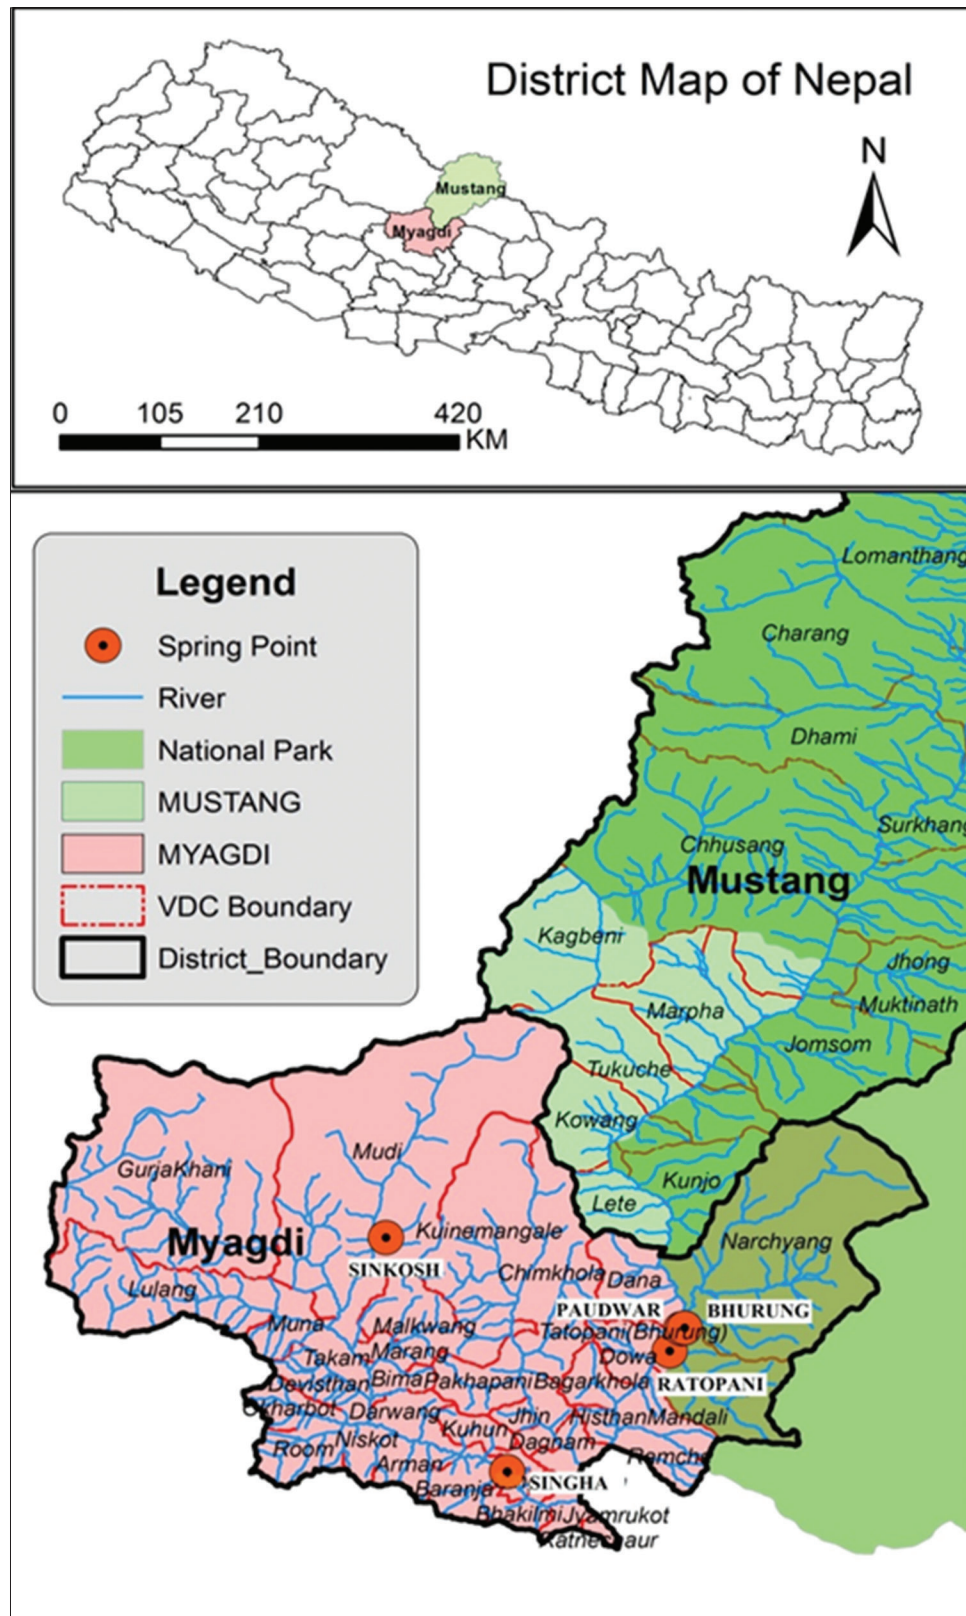 District Map of Nepal
N
Mustang
Myagdi
0 105 210 420
KM
Legend
Spring Point
River
National Park
MUSTANG
MYAGDI
VDC Boundary
District_Boundary
Lomanthang
Charang
Dhami
Surkhang
Chhusang
Mustang
Kagbeni
Jhong
Muktinath
Marpha
Jomsom
Tukuche
Kowang
Mudi
GurjaKhani
Kunjo
Lete
Kuinemangale
Narchyang
Myagdi
SINKOSH
Chimkhola
Dana
Lulang
PAUDWAR
BHURUNG
Muna
Malkwang
Tatopani(Bhurung)
Takam
Marang
Dowa
Devisthan
Bima
Pakhapani
Bagarkhola
RATOPANI
Okharbot
Darwang
Jhin
Histhan
Mandali
Kuhun
Dagnam
Room
Niskot
Arman
Ramche
SINGHA
Baranja
Bhakilmi
Jyamrukot
Ratneshaur